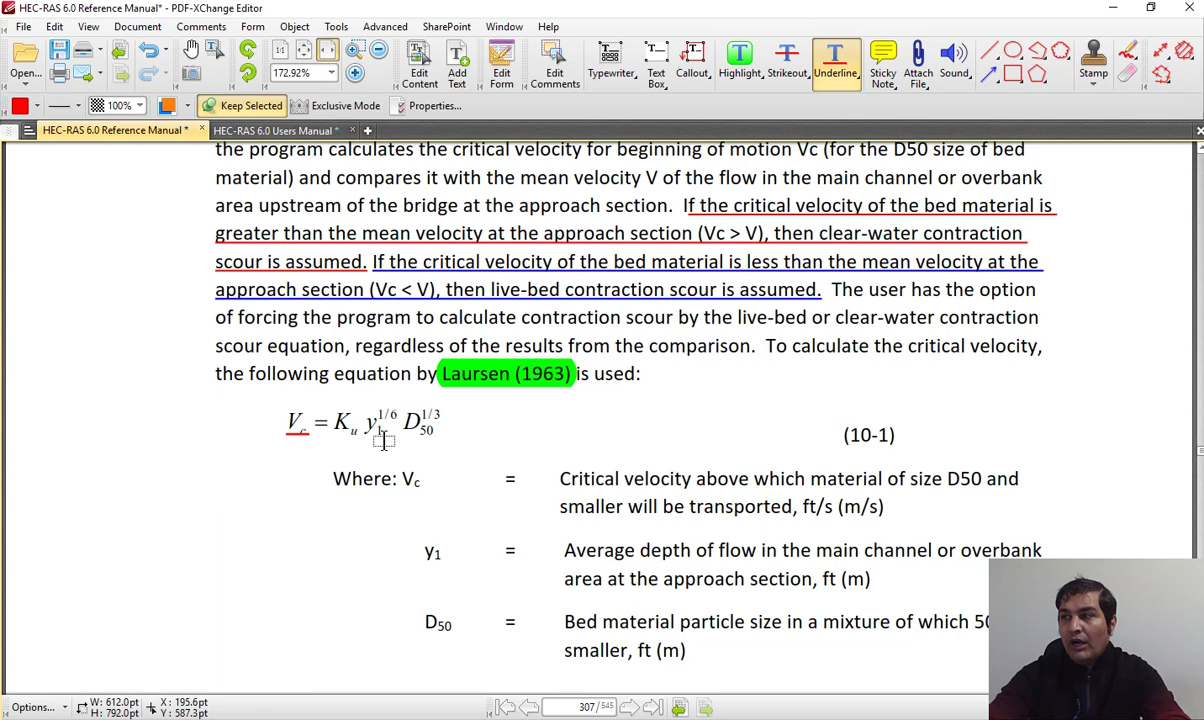 HEC-RAS 6.0 Reference Manual* - PDF-XChange Editor
File Edit View Document Comments Forms Object Tools Advanced SharePoint Window Help
Open... 1:1 172.92% Edit Content Add Text Edit Form Edit Comments Typewriter Text Box Callout Highlight Strikeout Underline Sticky Note Attach File Sound Stamp
100% Keep Selected Exclusive Mode Properties...
HEC-RAS 6.0 Reference Manual * HEC-RAS 6.0 Users Manual *
the program calculates the critical velocity for beginning of motion Vc (for the D50 size of bed
material) and compares it with the mean velocity V of the flow in the main channel or overbank
area upstream of the bridge at the approach section. If the critical velocity of the bed material is
greater than the mean velocity at the approach section (Vc > V), then clear-water contraction
scour is assumed. If the critical velocity of the bed material is less than the mean velocity at the
approach section (Vc < V), then live-bed contraction scour is assumed. The user has the option
of forcing the program to calculate contraction scour by the live-bed or clear-water contraction
scour equation, regardless of the results from the comparison. To calculate the critical velocity,
the following equation by Laursen (1963) is used:
V_c = K_u y_1^{1/6} D_{50}^{1/3}
(10-1)
Where: Vc = Critical velocity above which material of size D50 and
smaller will be transported, ft/s (m/s)
y1 = Average depth of flow in the main channel or overbank
area at the approach section, ft (m)
D50 = Bed material particle size in a mixture of which 50
smaller, ft (m)
Options... W: 612.0pt H: 792.0pt X: 195.6pt Y: 587.3pt 307 / 545